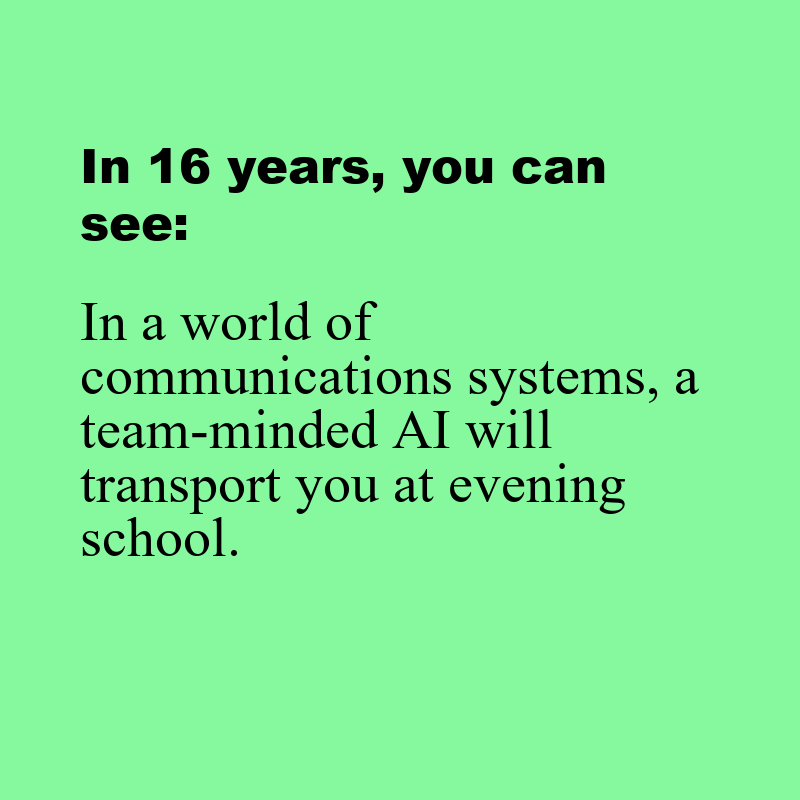 In 16 years, you can
see:
In a world of
communications systems, a
team-minded AI will
transport you at evening
school.